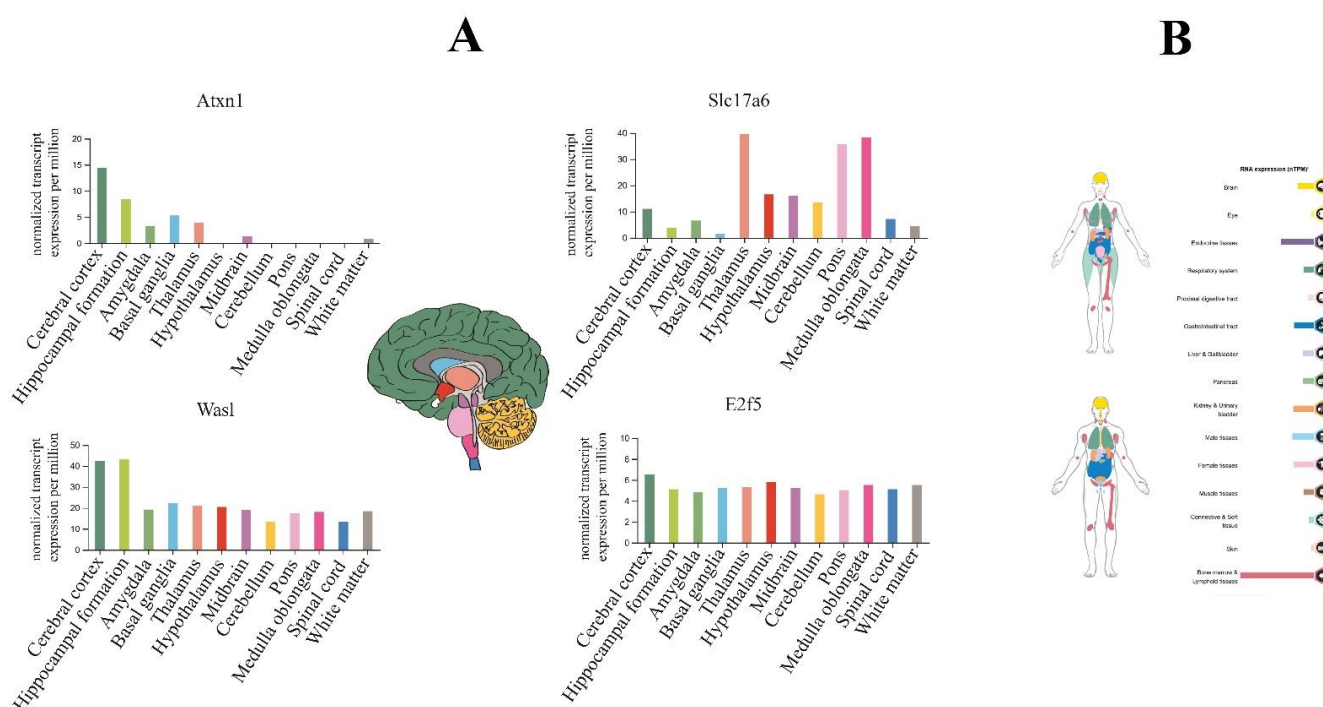 A
B
Atxn1
normalized transcript
expression per million
20
15
10
5
0
Cerebral cortex
Hippocampal formation
Amygdala
Basal ganglia
Thalamus
Hypothalamus
Midbrain
Cerebellum
Pons
Medulla oblongata
Spinal cord
White matter
Slc17a6
normalized transcript
expression per million
40
30
20
10
0
Cerebral cortex
Hippocampal formation
Amygdala
Basal ganglia
Thalamus
Hypothalamus
Midbrain
Cerebellum
Pons
Medulla oblongata
Spinal cord
White matter
Wasl
normalized transcript
expression per million
50
40
30
20
10
0
Cerebral cortex
Hippocampal formation
Amygdala
Basal ganglia
Thalamus
Hypothalamus
Midbrain
Cerebellum
Pons
Medulla oblongata
Spinal cord
White matter
E2f5
normalized transcript
expression per million
10
8
6
4
2
0
Cerebral cortex
Hippocampal formation
Amygdala
Basal ganglia
Thalamus
Hypothalamus
Midbrain
Cerebellum
Pons
Medulla oblongata
Spinal cord
White matter
RNA expression (nTPM)
Brain
Eye
Endocrine tissues
Respiratory system
Proximal digestive tract
Gastrointestinal tract
Liver & Gallbladder
Pancreas
Kidney & Urinary
bladder
Male tissues
Female tissues
Muscle tissues
Connective & Soft
tissue
Skin
Bone marrow &
Lymphoid tissues